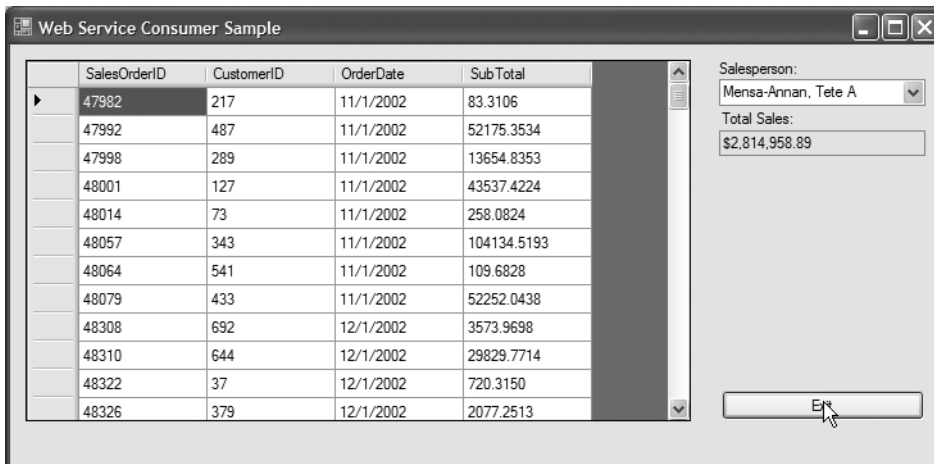 Web Service Consumer Sample
SalesOrderID CustomerID OrderDate SubTotal
47982 217 11/1/2002 83.3106
47992 487 11/1/2002 52175.3534
47998 289 11/1/2002 13654.8353
48001 127 11/1/2002 43537.4224
48014 73 11/1/2002 258.0824
48057 343 11/1/2002 104134.5193
48064 541 11/1/2002 109.6828
48079 433 11/1/2002 52252.0438
48308 692 12/1/2002 3573.9698
48310 644 12/1/2002 29829.7714
48322 37 12/1/2002 720.3150
48326 379 12/1/2002 2077.2513
Salesperson:
Mensa-Annan, Tete A
Total Sales:
$2,814,958.89